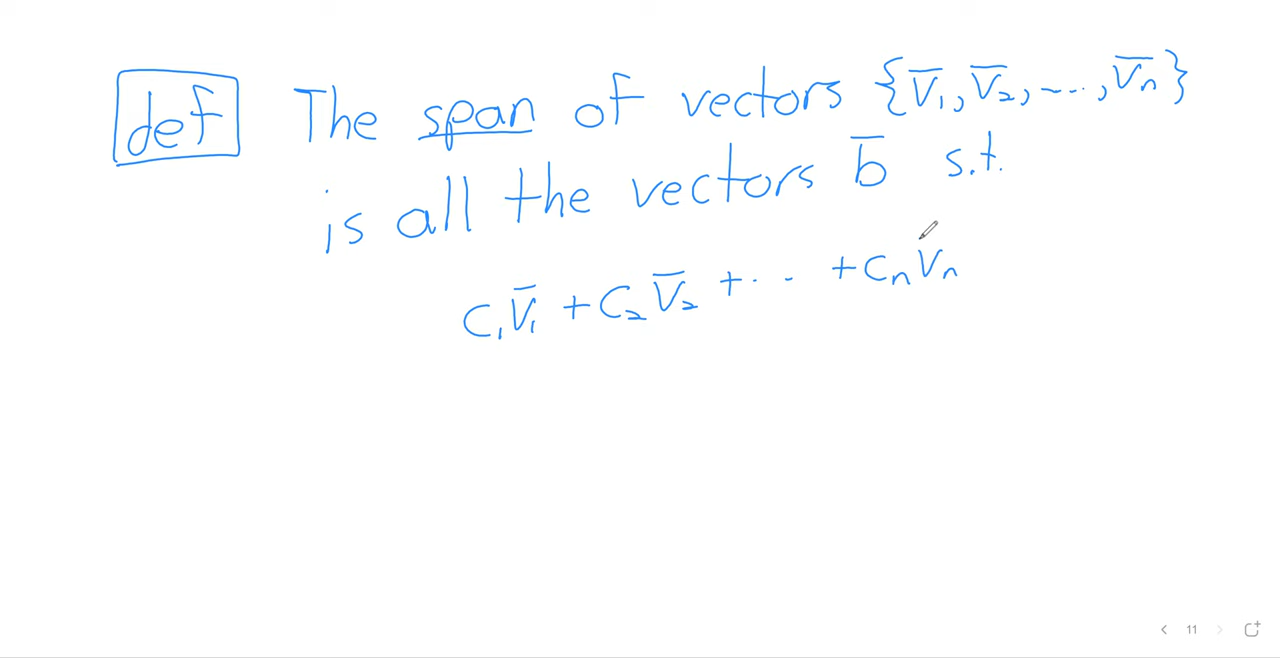 def The span of vectors {v̄₁, v̄₂, ..., v̄ₙ}
is all the vectors b̄ s.t.
c₁v̄₁ + c₂v̄₂ + ... + cₙvₙ
< 11 >